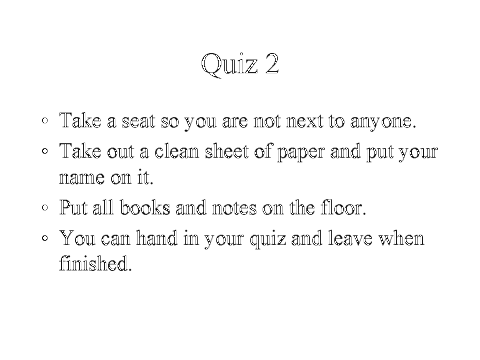 Quiz 2
• Take a seat so you are not next to anyone.
• Take out a clean sheet of paper and put your
name on it.
• Put all books and notes on the floor.
• You can hand in your quiz and leave when
finished.